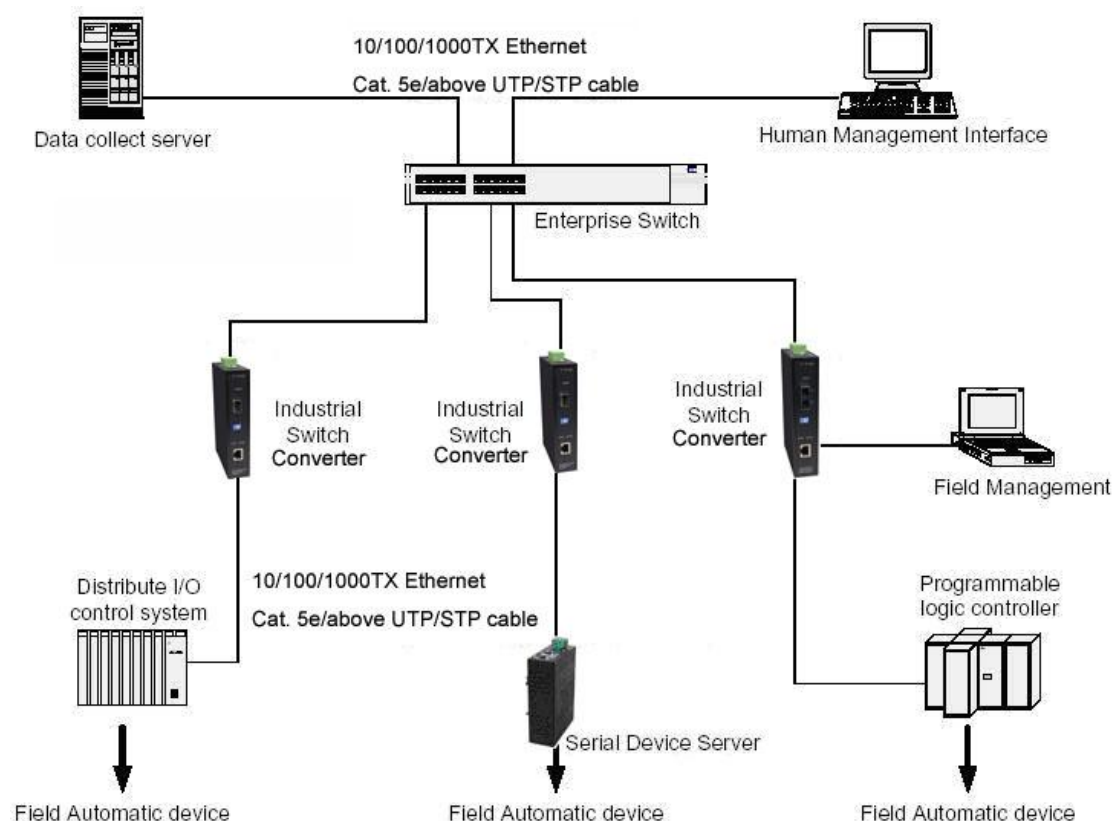 10/100/1000TX Ethernet
Cat. 5e/above UTP/STP cable
Data collect server
Human Management Interface
Enterprise Switch
Industrial
Switch
Converter
Industrial
Switch
Converter
Industrial
Switch
Converter
Field Management
Distribute I/O
control system
10/100/1000TX Ethernet
Cat. 5e/above UTP/STP cable
Programmable
logic controller
Serial Device Server
Field Automatic device
Field Automatic device
Field Automatic device